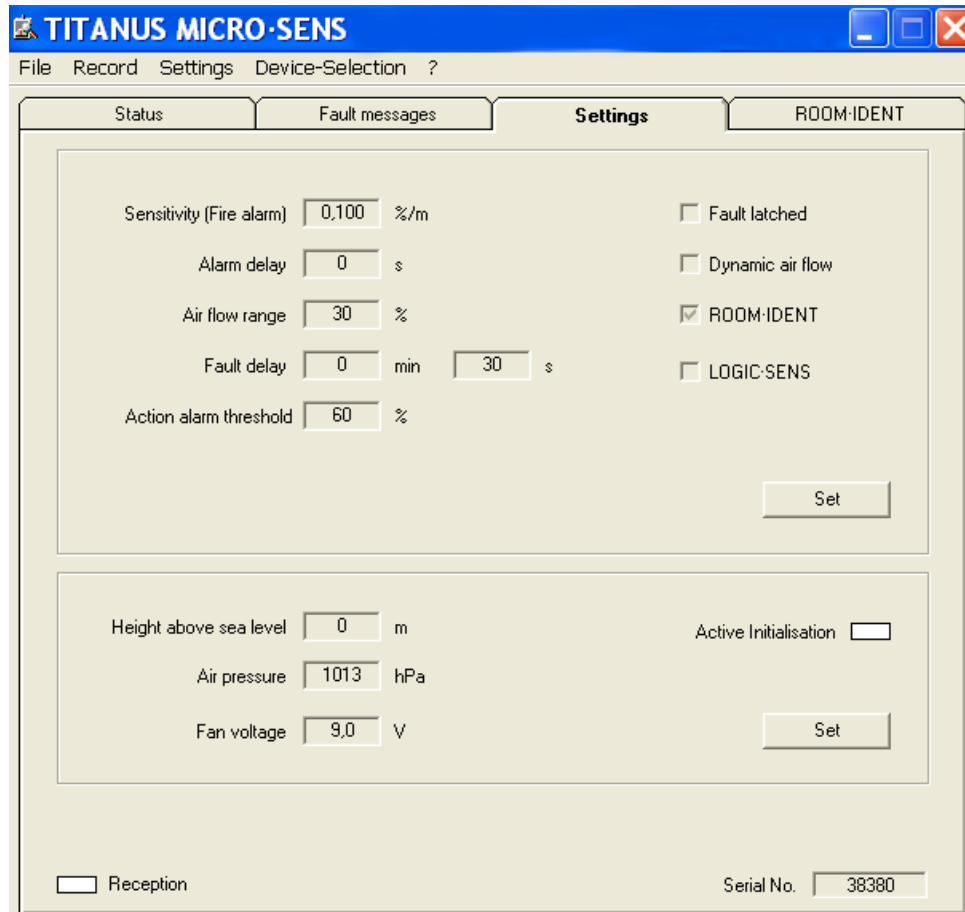 TITANUS MICRO·SENS
File Record Settings Device-Selection ?
Status Fault messages Settings ROOM·IDENT
Sensitivity (Fire alarm) 0,100 %/m Fault latched
Alarm delay 0 s Dynamic air flow
Air flow range 30 % ROOM·IDENT
Fault delay 0 min 30 s LOGIC·SENS
Action alarm threshold 60 %
Set
Height above sea level 0 m Active Initialisation
Air pressure 1013 hPa
Fan voltage 9,0 V Set
Reception Serial No. 38380